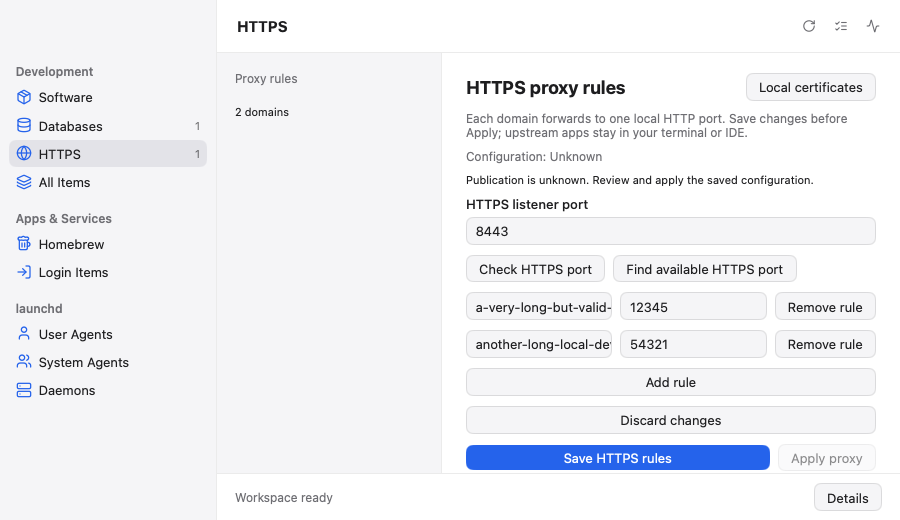 HTTPS
Development
Software
Databases 1
HTTPS 1
All Items
Apps & Services
Homebrew
Login Items
launchd
User Agents
System Agents
Daemons
Proxy rules
2 domains
HTTPS proxy rules
Local certificates
Each domain forwards to one local HTTP port. Save changes before
Apply; upstream apps stay in your terminal or IDE.
Configuration: Unknown
Publication is unknown. Review and apply the saved configuration.
HTTPS listener port
8443
Check HTTPS port
Find available HTTPS port
a-very-long-but-valid- 12345 Remove rule
another-long-local-de 54321 Remove rule
Add rule
Discard changes
Save HTTPS rules
Apply proxy
Workspace ready
Details